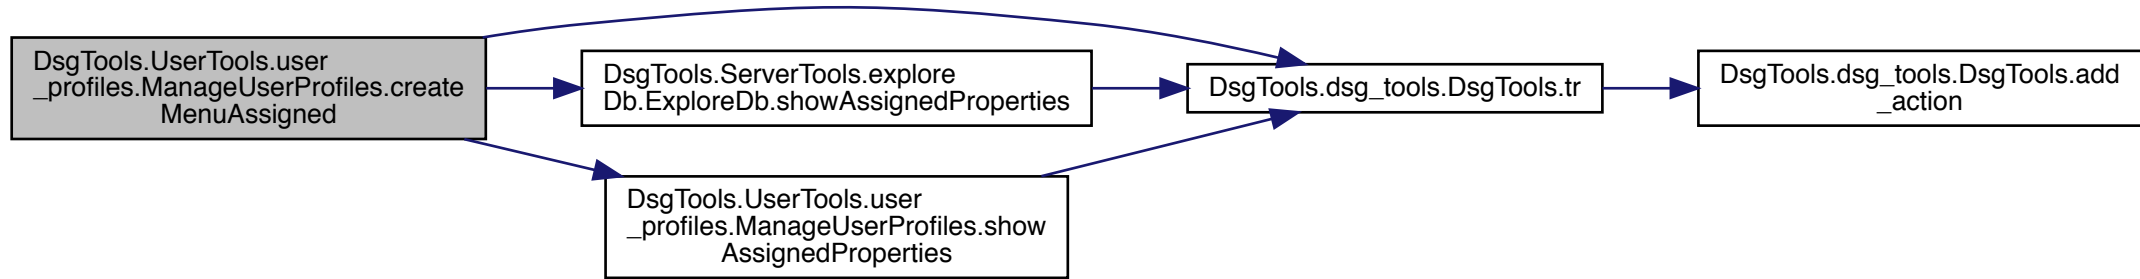 DsgTools.UserTools.user
_profiles.ManageUserProfiles.create
MenuAssigned
DsgTools.ServerTools.explore
Db.ExploreDb.showAssignedProperties
DsgTools.UserTools.user
_profiles.ManageUserProfiles.show
AssignedProperties
DsgTools.dsg_tools.DsgTools.tr
DsgTools.dsg_tools.DsgTools.add
_action